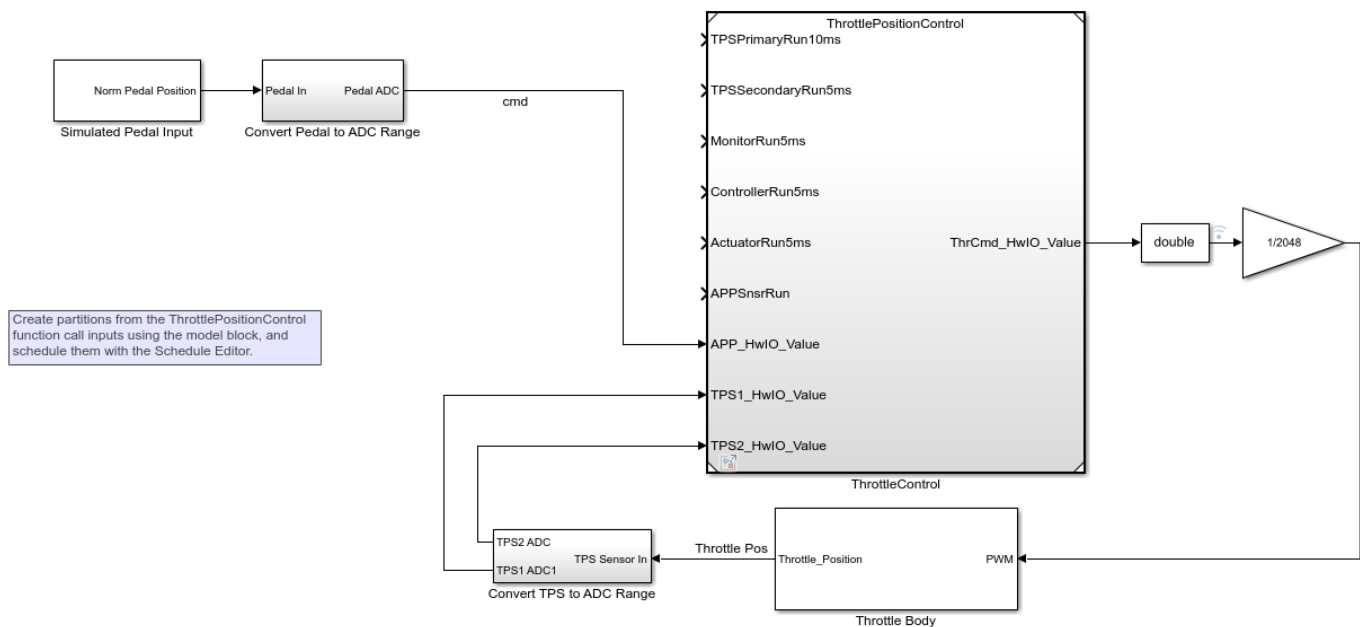 ThrottlePositionControl
TPSPrimaryRun10ms
TPSSecondaryRun5ms
MonitorRun5ms
ControllerRun5ms
ActuatorRun5ms
APPSnsrRun
APP_HwIO_Value
TPS1_HwIO_Value
TPS2_HwIO_Value
ThrCmd_HwIO_Value
ThrottleControl
Norm Pedal Position
Simulated Pedal Input
Pedal In
Pedal ADC
Convert Pedal to ADC Range
cmd
double
1/2048
Create partitions from the ThrottlePositionControl
function call inputs using the model block, and
schedule them with the Schedule Editor.
TPS2 ADC
TPS1 ADC1
TPS Sensor In
Convert TPS to ADC Range
Throttle Pos
Throttle_Position
PWM
Throttle Body